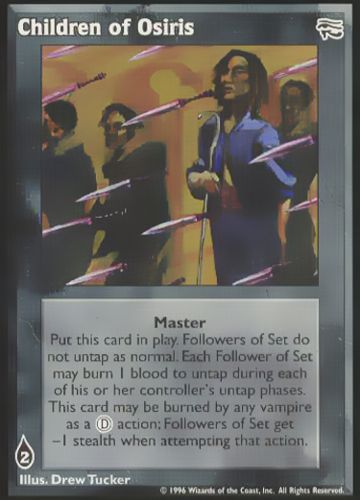 Children of Osiris
Master
Put this card in play. Followers of Set do
not untap as normal. Each Follower of Set
may burn 1 blood to untap during each
of his or her controller's untap phases.
This card may be burned by any vampire
as a Ⓓ action; Followers of Set get
–1 stealth when attempting that action.
2
Illus. Drew Tucker
© 1996 Wizards of the Coast, Inc. All Rights Reserved.